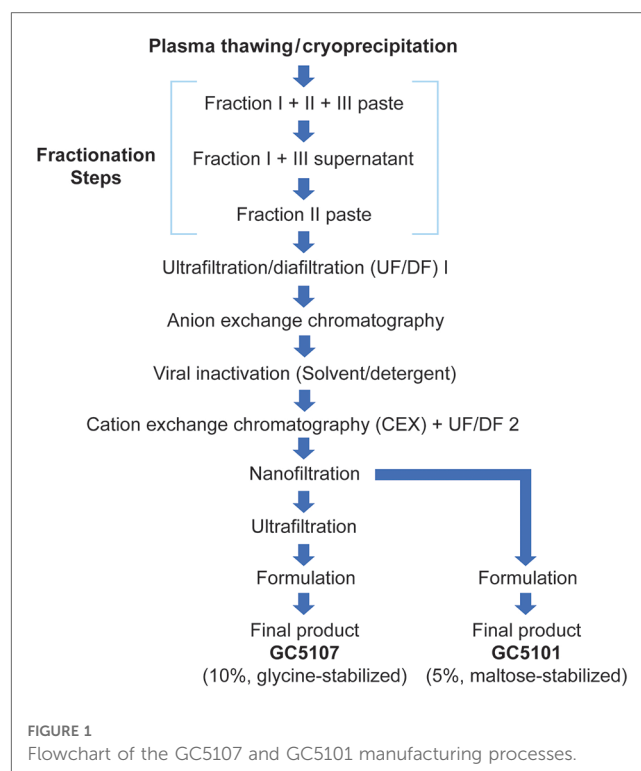 Plasma thawing/cryoprecipitation
Fraction I + II + III paste
Fractionation
Steps
Fraction I + III supernatant
Fraction II paste
Ultrafiltration/diafiltration (UF/DF) I
Anion exchange chromatography
Viral inactivation (Solvent/detergent)
Cation exchange chromatography (CEX) + UF/DF 2
Nanofiltration
Ultrafiltration
Formulation
Formulation
Final product
GC5107
(10%, glycine-stabilized)
Final product
GC5101
(5%, maltose-stabilized)
FIGURE 1
Flowchart of the GC5107 and GC5101 manufacturing processes.